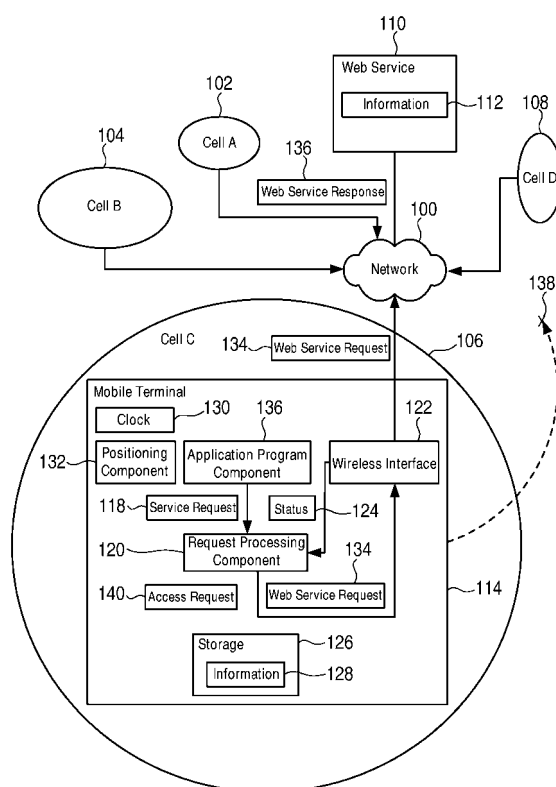 110
Web Service
102
Information
112
108
104
Cell A
136
Cell D
Cell B
Web Service Response
100
Network
138
Cell C
134
Web Service Request
106
Mobile Terminal
Clock
130
136
122
132
Positioning
Component
Application Program
Component
Wireless Interface
118
Service Request
Status
124
120
Request Processing
Component
134
140
Access Request
Web Service Request
114
Storage
126
Information
128